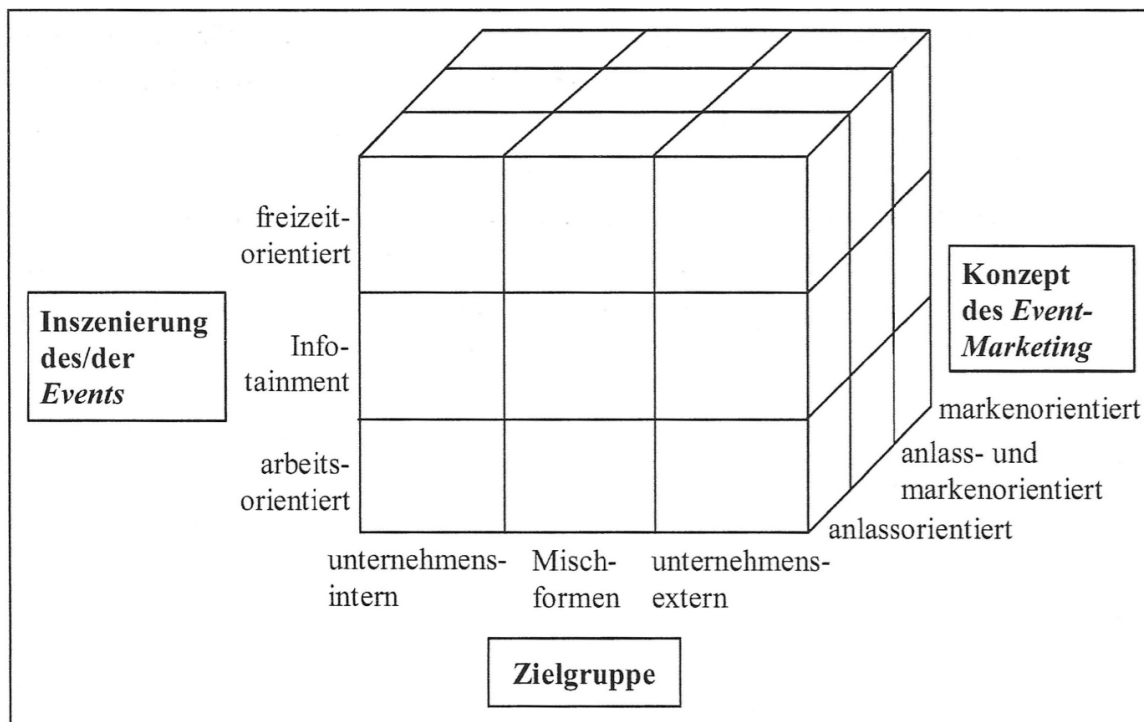 freizeit-
orientiert
Inszenierung
des/der
Events
Info-
tainment
arbeits-
orientiert
Konzept
des Event-
Marketing
markenorientiert
anlass- und
markenorientiert
anlassorientiert
unternehmens-
intern
Misch-
formen
unternehmens-
extern
Zielgruppe